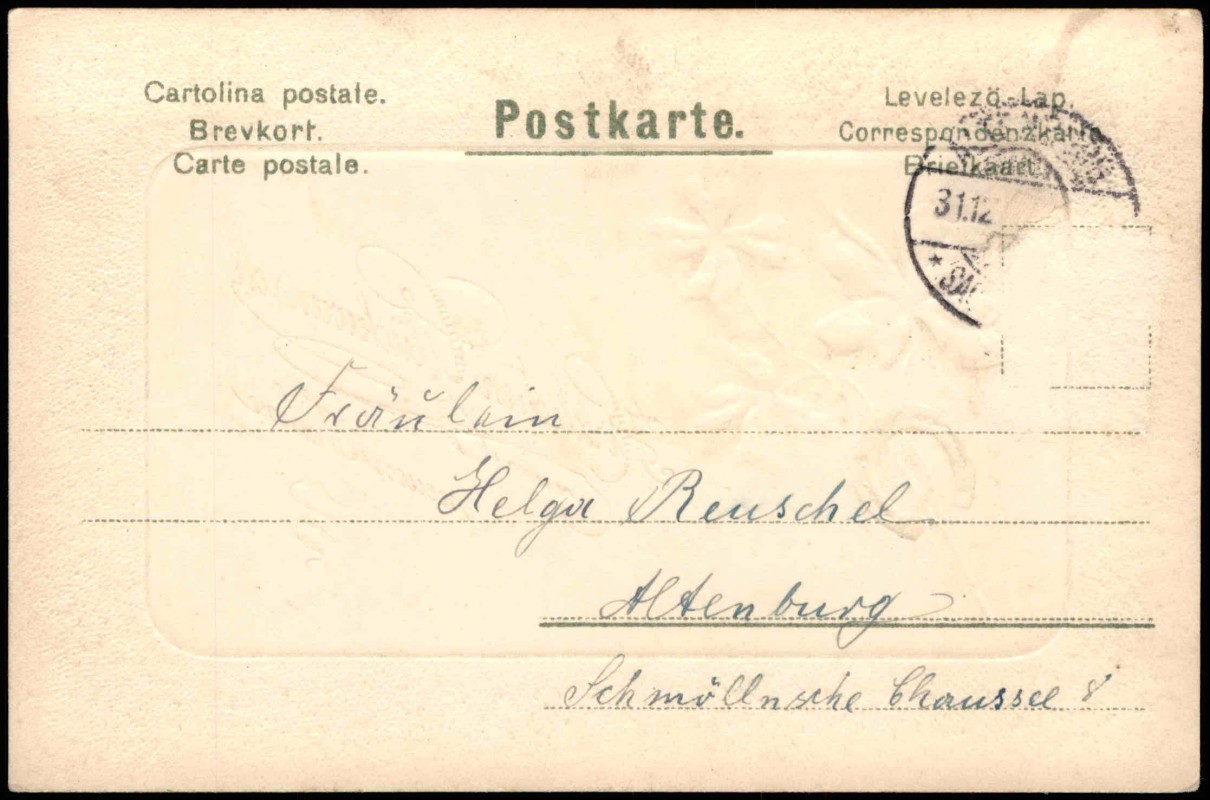 Cartolina postale.
Brevkort.
Carte postale.
Postkarte.
Levelező-Lap.
Correspondenzkarte
Briefkaart.
31.12
Fräulein
Helga Reuschel
Altenburg
Schmöllnsche Chaussee 8